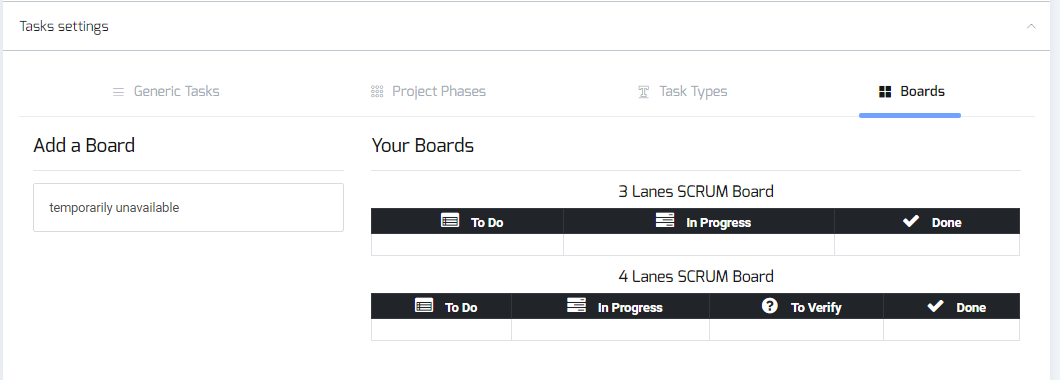 Tasks settings
Generic Tasks Project Phases Task Types Boards
Add a Board
temporarily unavailable
Your Boards
3 Lanes SCRUM Board
To Do In Progress Done
4 Lanes SCRUM Board
To Do In Progress To Verify Done